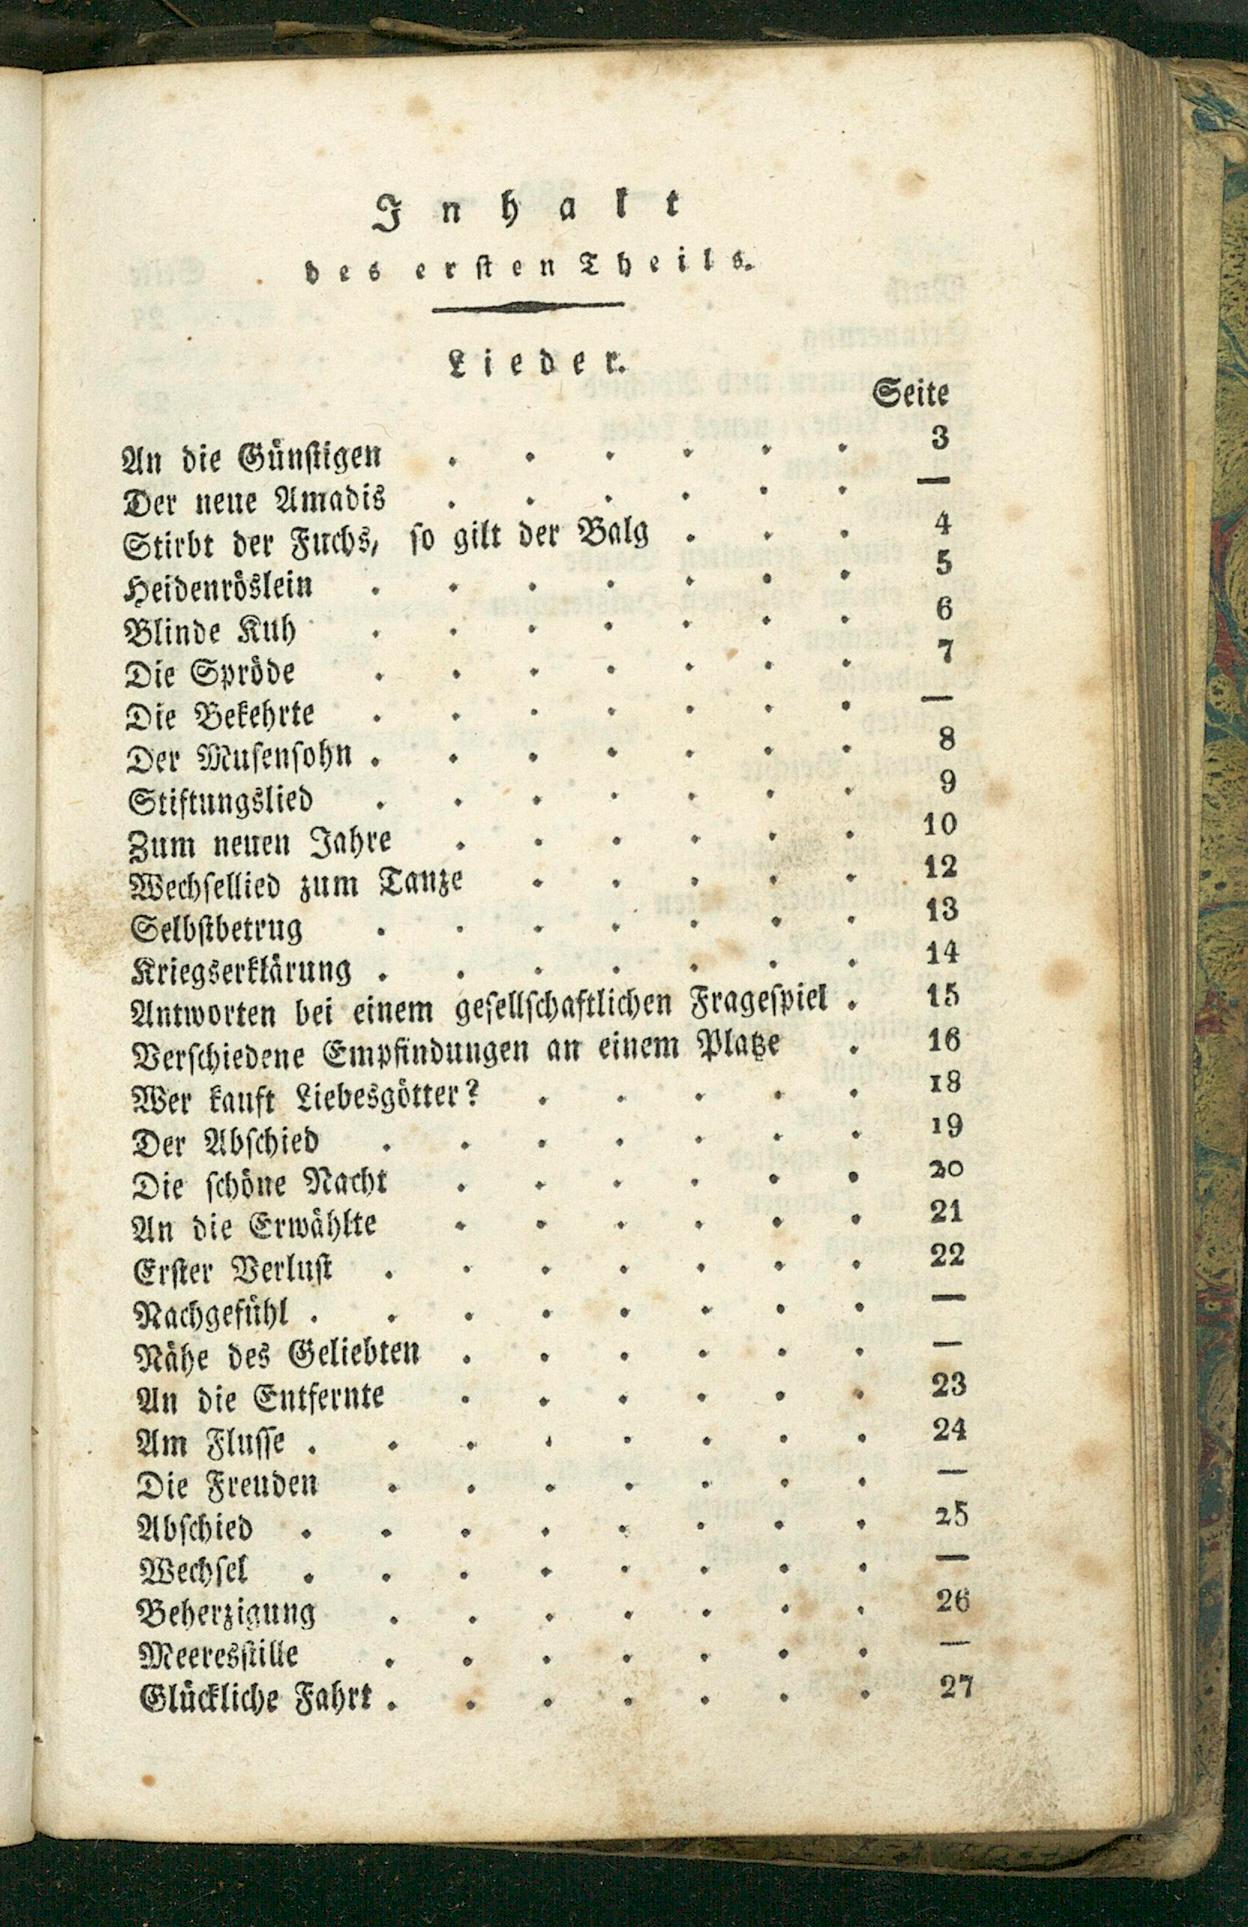 Inhalt
des ersten Theils.
Lieder.
Seite
An die Günstigen . . . . . . 3
Der neue Amadis . . . . . . —
Stirbt der Fuchs, so gilt der Balg . . . 4
Heidenröslein . . . . . . . 5
Blinde Kuh . . . . . . . 6
Die Spröde . . . . . . . 7
Die Bekehrte . . . . . . . —
Der Musensohn . . . . . . . 8
Stiftungslied . . . . . . . 9
Zum neuen Jahre . . . . . . 10
Wechsellied zum Tanze . . . . . 12
Selbstbetrug . . . . . . . 13
Kriegserklärung . . . . . . . 14
Antworten bei einem gesellschaftlichen Fragespiel . 15
Verschiedene Empfindungen an einem Platze . 16
Wer kauft Liebesgötter? . . . . . 18
Der Abschied . . . . . . . 19
Die schöne Nacht . . . . . . 20
An die Erwählte . . . . . . 21
Erster Verlust . . . . . . . 22
Nachgefühl . . . . . . . . —
Nähe des Geliebten . . . . . . —
An die Entfernte . . . . . . 23
Am Flusse . . . . . . . . 24
Die Freuden . . . . . . . —
Abschied . . . . . . . . 25
Wechsel . . . . . . . . —
Beherzigung . . . . . . . 26
Meeresstille . . . . . . . —
Glückliche Fahrt . . . . . . . 27